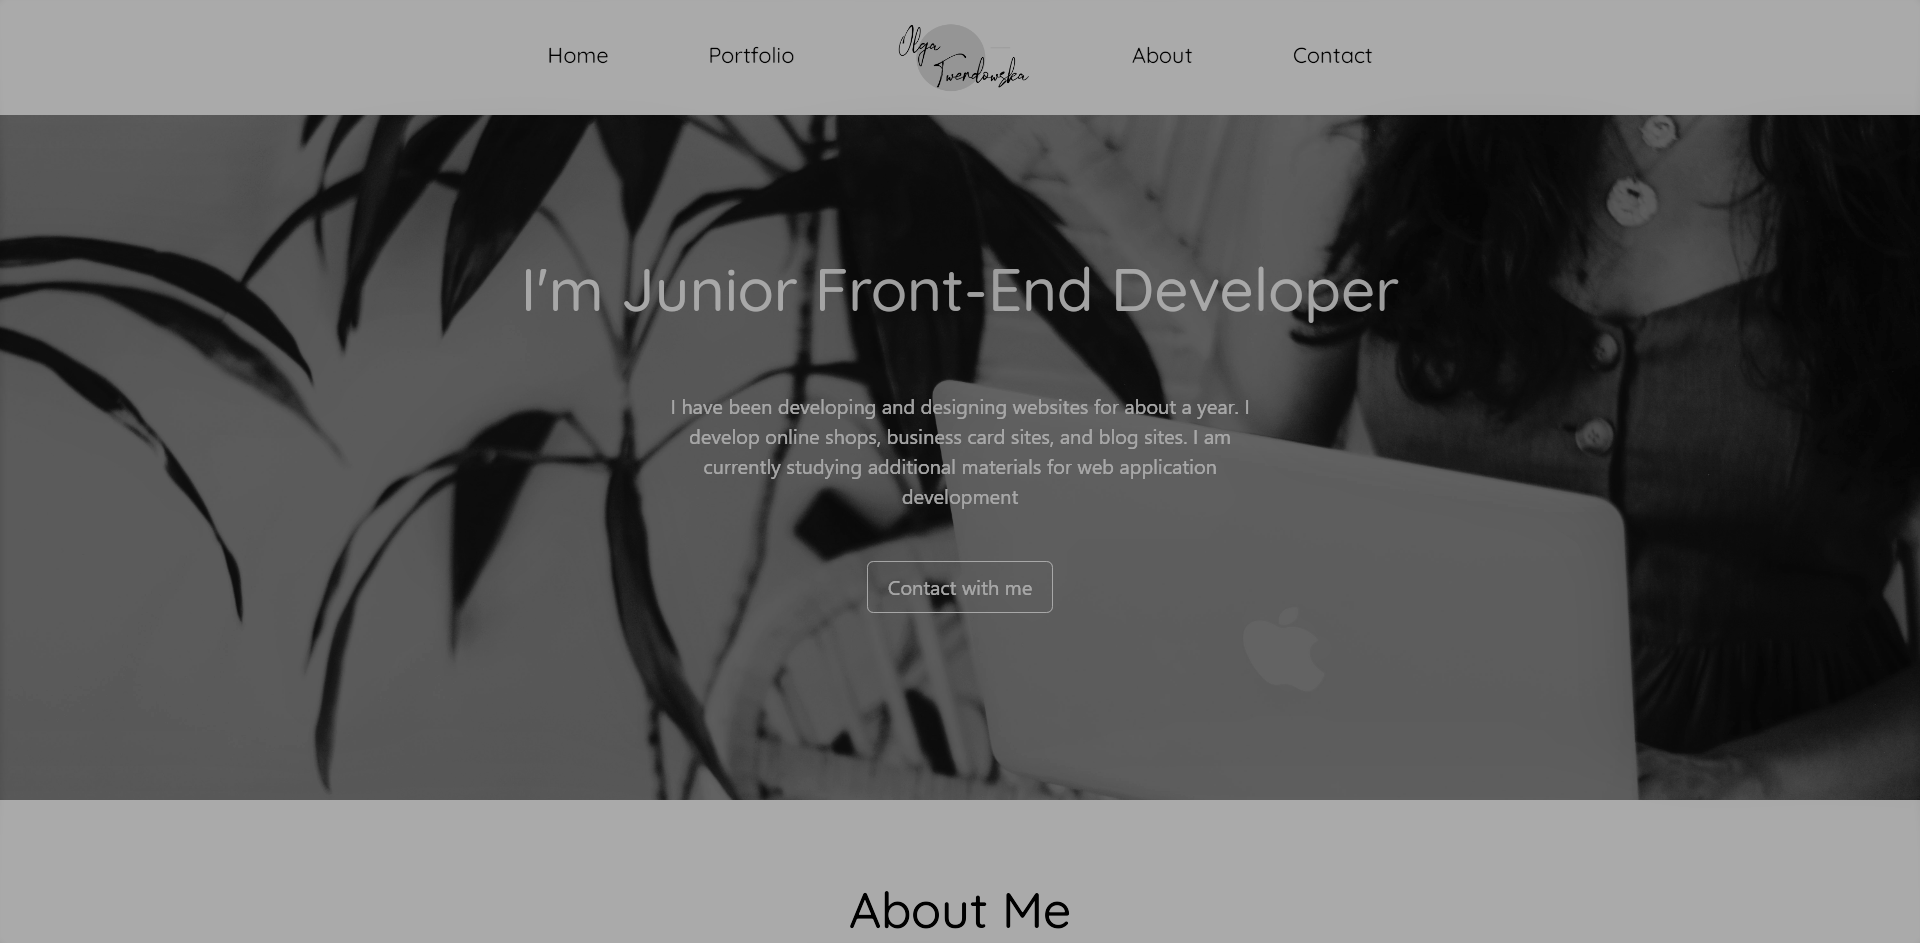 Home
Portfolio
Olga
Twerdowska
About
Contact
I'm Junior Front-End Developer
I have been developing and designing websites for about a year. I
develop online shops, business card sites, and blog sites. I am
currently studying additional materials for web application
development
Contact with me
About Me